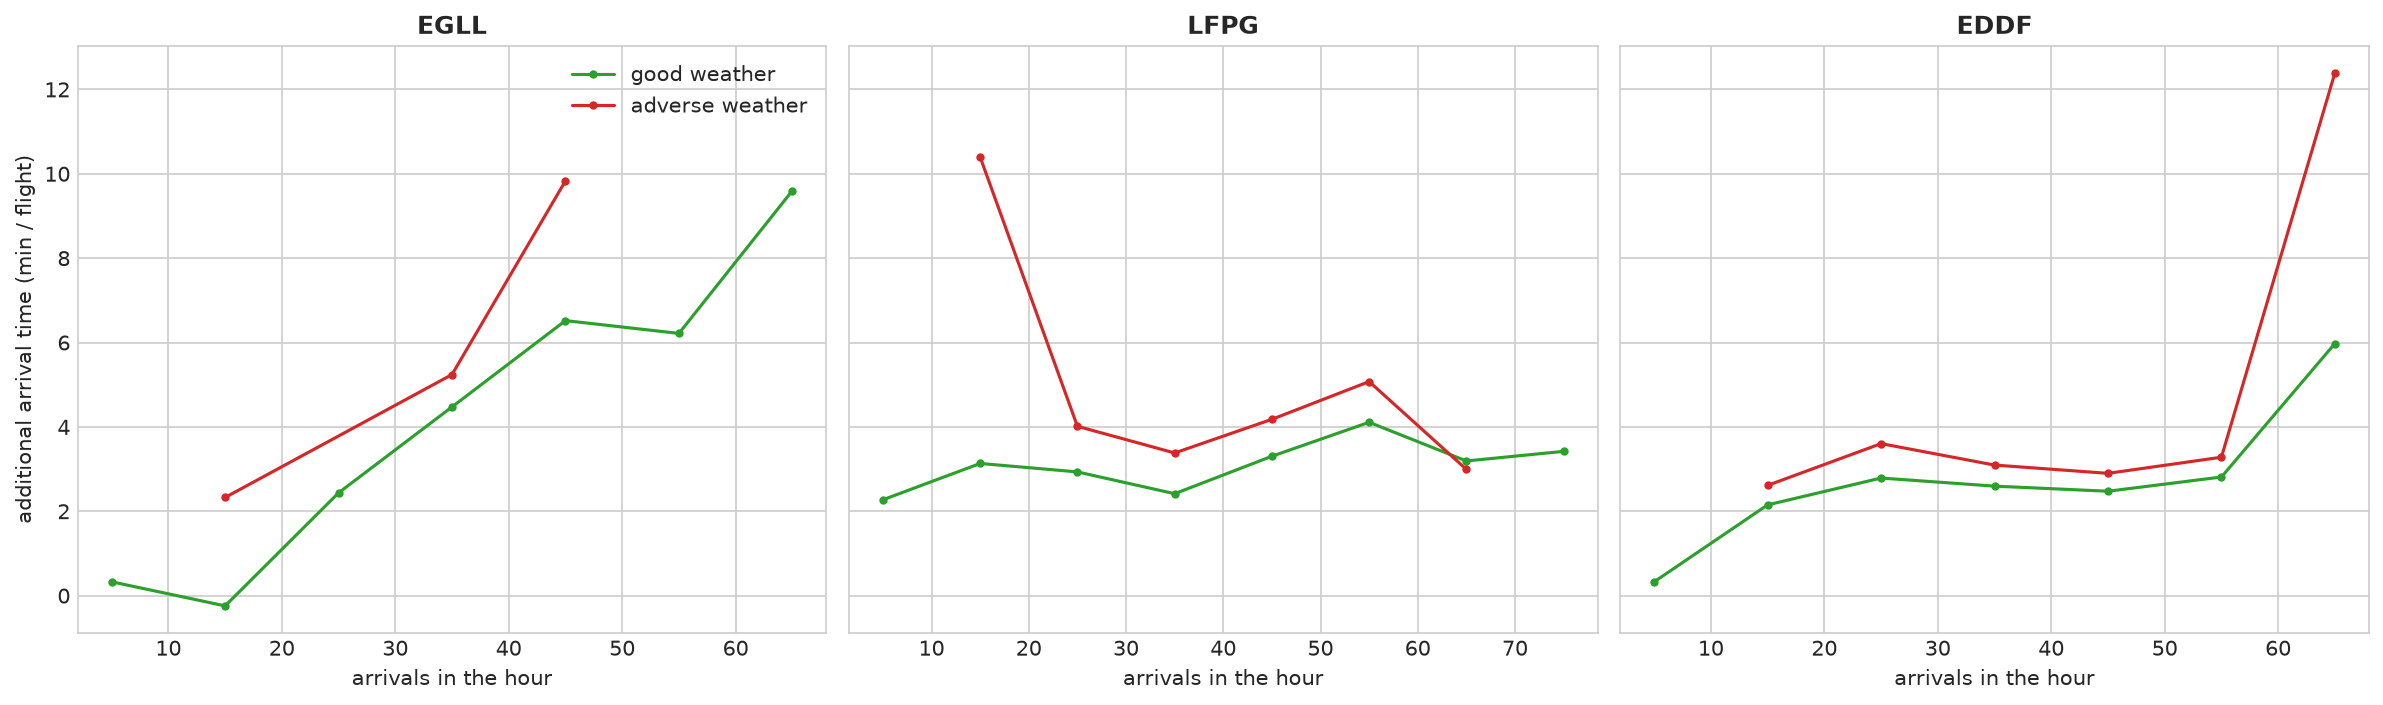 EGLL
LFPG
EDDF
additional arrival time (min / flight)
12
10
8
6
4
2
0
good weather
adverse weather
10 20 30 40 50 60
10 20 30 40 50 60 70
10 20 30 40 50 60
arrivals in the hour
arrivals in the hour
arrivals in the hour